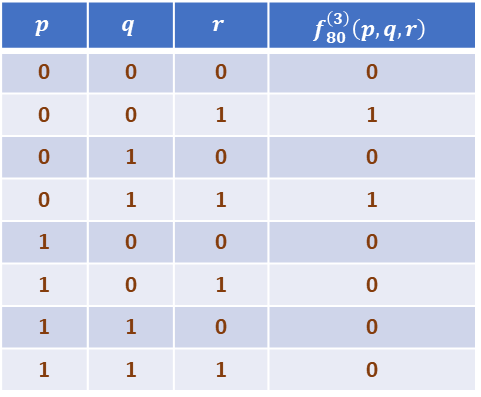 p q r f_{80}^{(3)}(p,q,r)
0 0 0 0
0 0 1 1
0 1 0 0
0 1 1 1
1 0 0 0
1 0 1 0
1 1 0 0
1 1 1 0